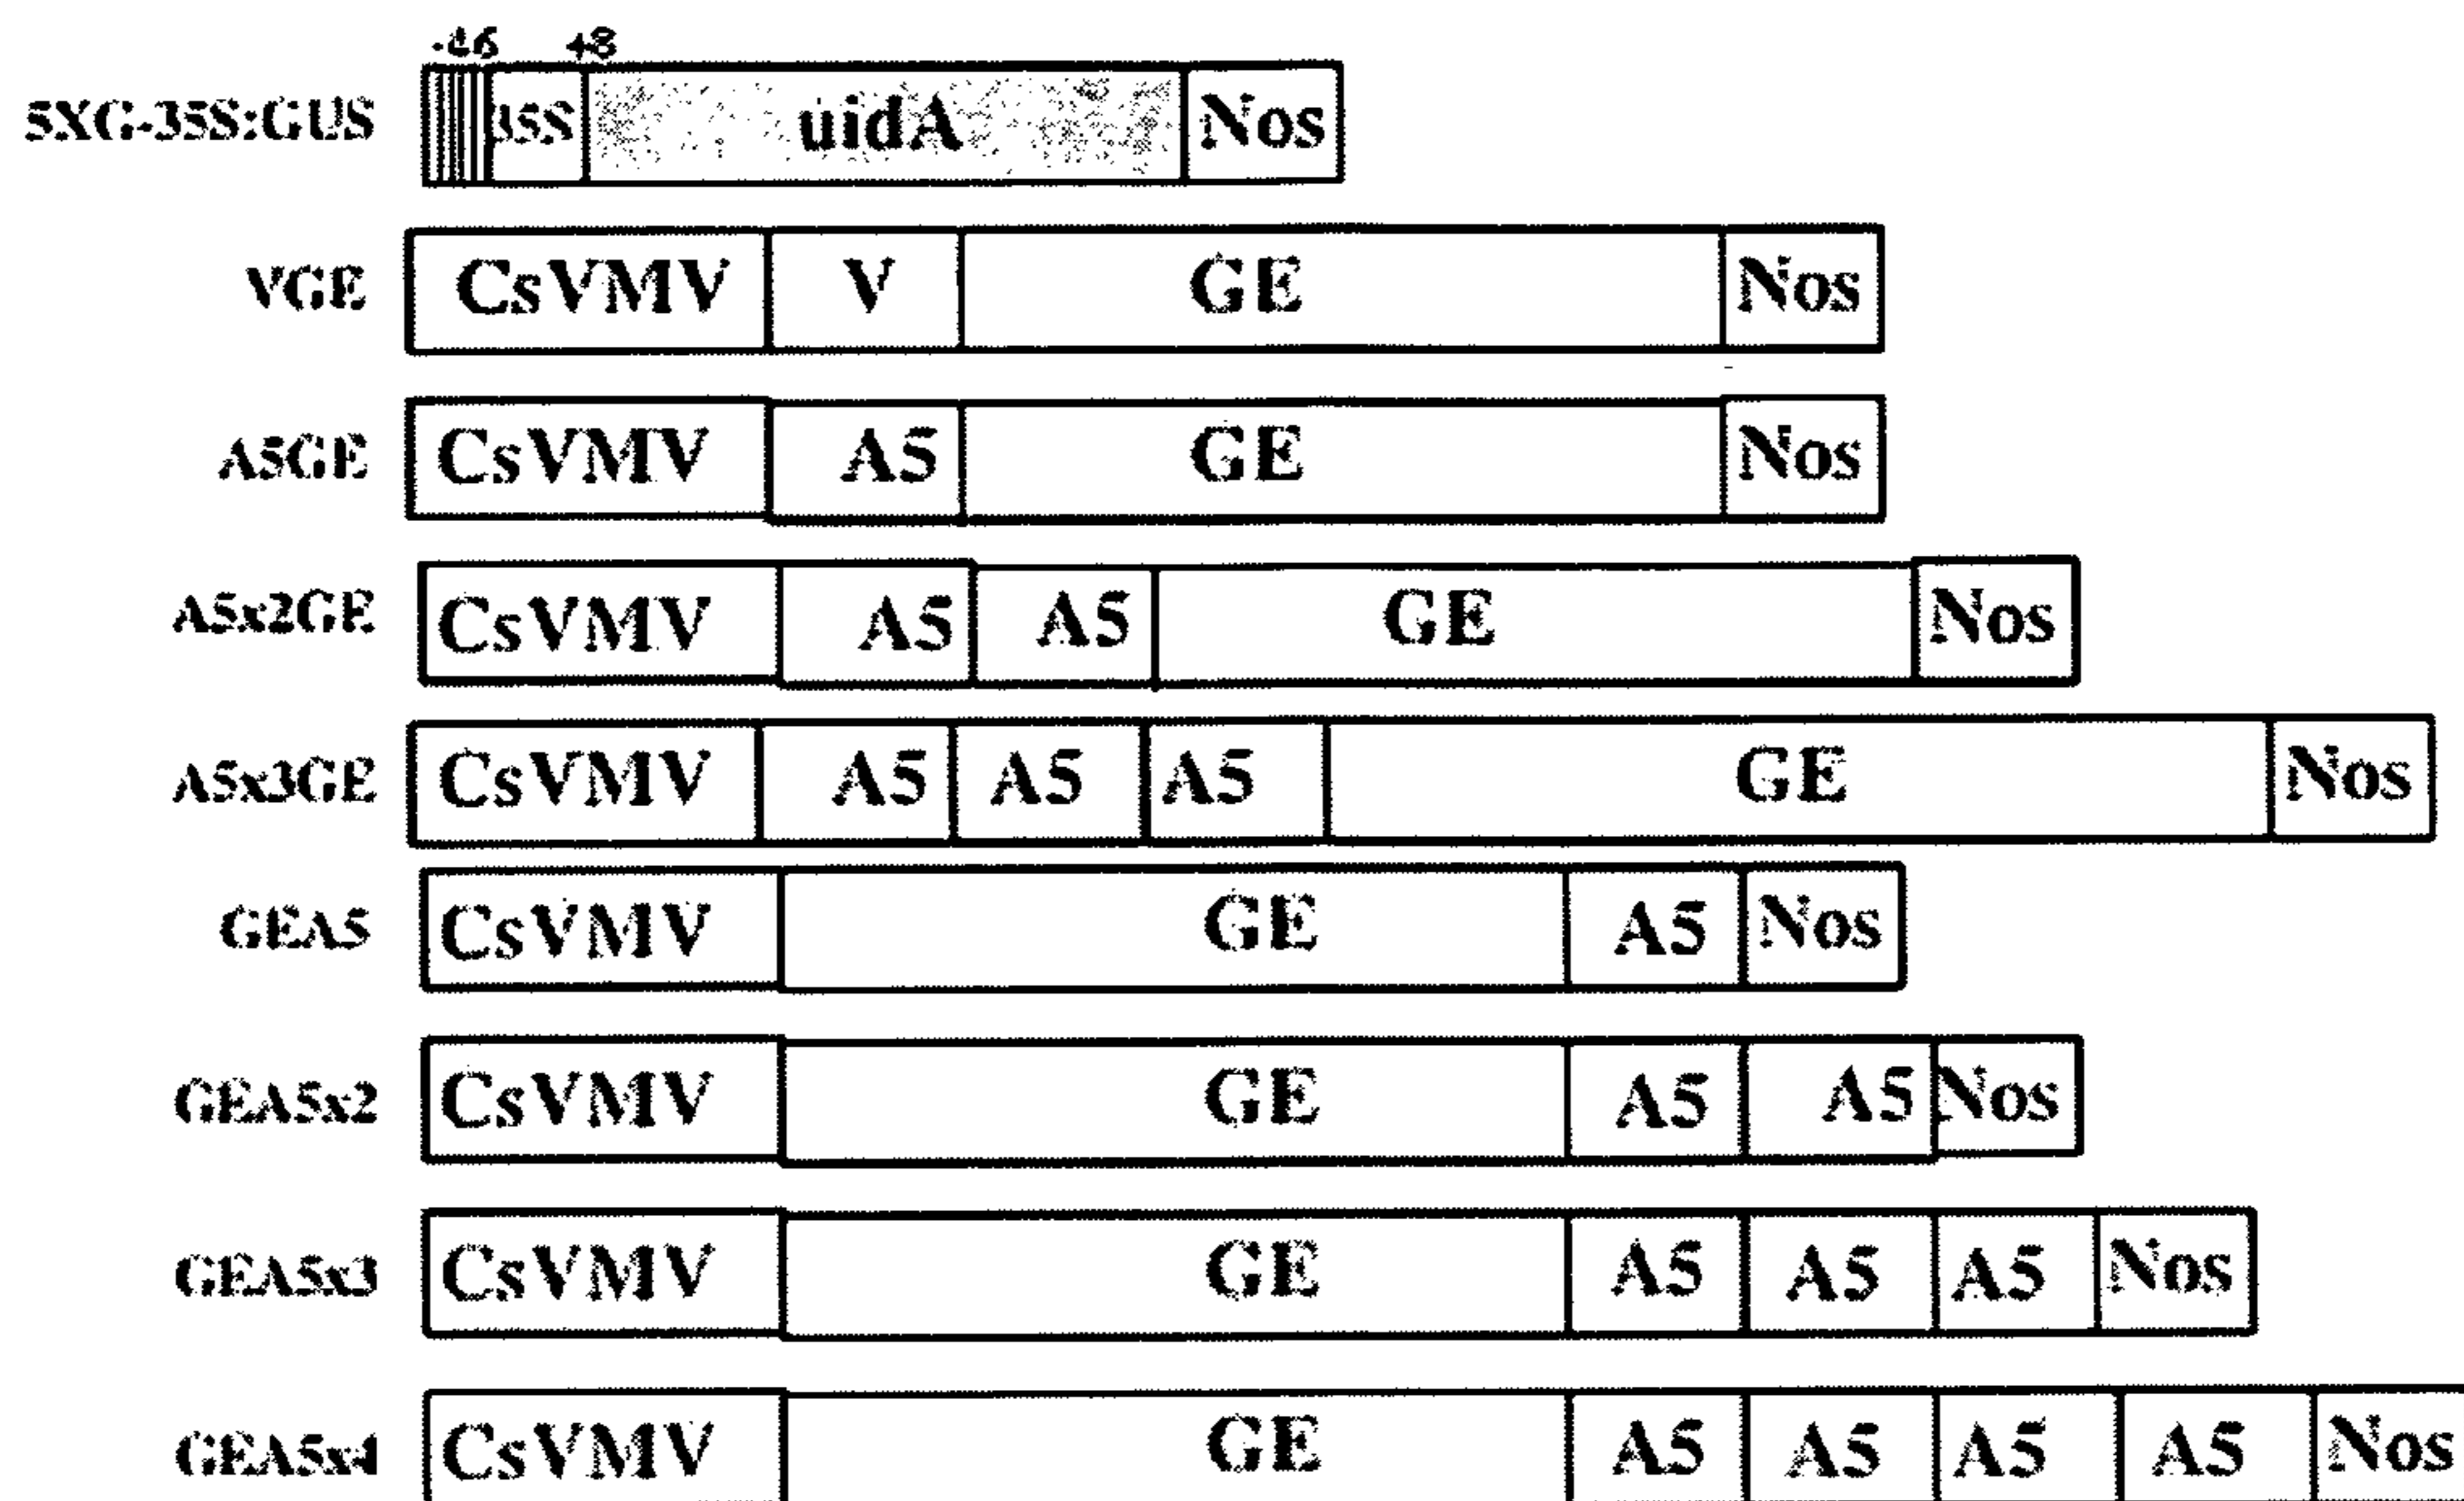 -46 +8
5XG-35S:GUS 35S uidA Nos
VGE CsVMV V GE Nos
A5GE CsVMV A5 GE Nos
A5x2GE CsVMV A5 A5 GE Nos
A5x3GE CsVMV A5 A5 A5 GE Nos
GEA5 CsVMV GE A5 Nos
GEA5x2 CsVMV GE A5 A5 Nos
GEA5x3 CsVMV GE A5 A5 A5 Nos
GEA5x4 CsVMV GE A5 A5 A5 A5 Nos